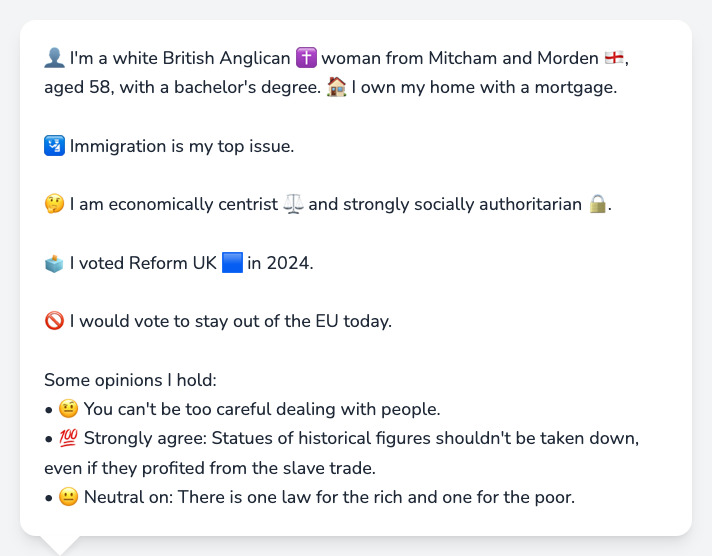 👤 I'm a white British Anglican ✝️ woman from Mitcham and Morden 🏴󠁧󠁢󠁥󠁮󠁧󠁿,
aged 58, with a bachelor's degree. 🏠 I own my home with a mortgage.
🛂 Immigration is my top issue.
🤔 I am economically centrist ⚖️ and strongly socially authoritarian 🔒.
🗳️ I voted Reform UK 🟦 in 2024.
🚫 I would vote to stay out of the EU today.
Some opinions I hold:
• 🤨 You can't be too careful dealing with people.
• 💯 Strongly agree: Statues of historical figures shouldn't be taken down,
even if they profited from the slave trade.
• 😐 Neutral on: There is one law for the rich and one for the poor.